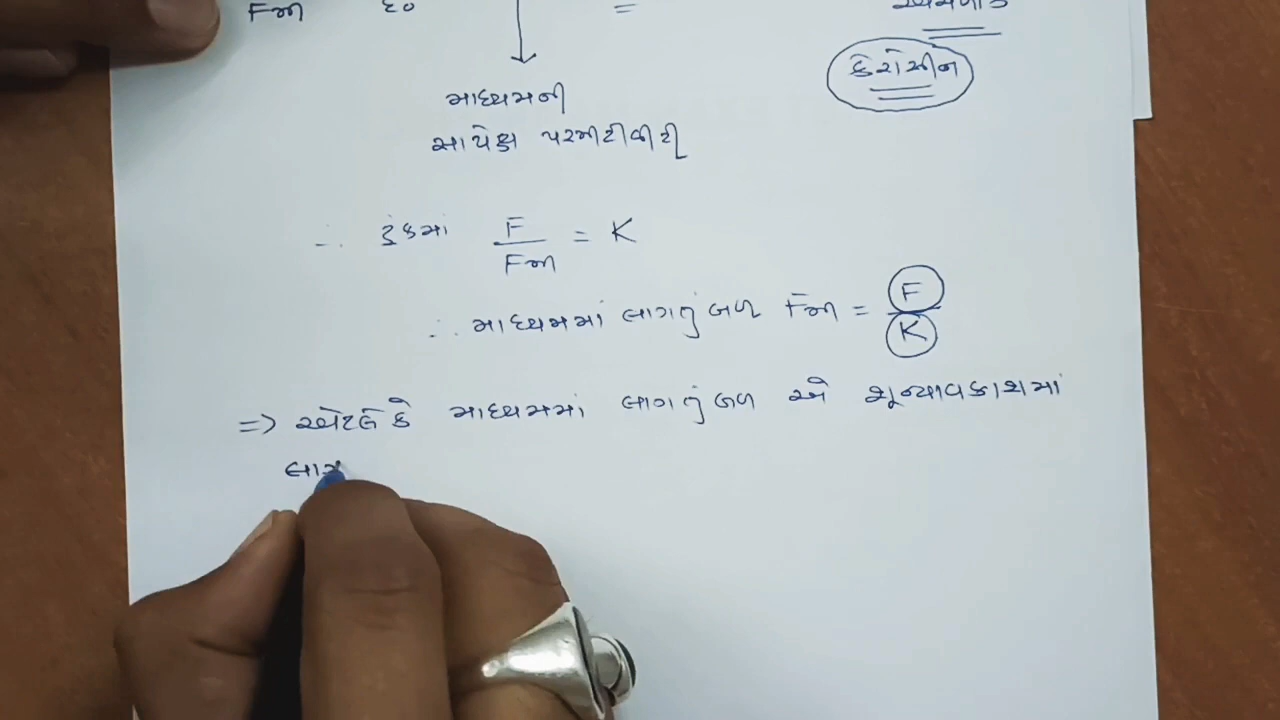 Fm ε0 =
કેરોસીન
માધ્યમની
સાપેક્ષ પરમીટીવીટી
∴ ટુંકમાં F/Fm = K
∴ માધ્યમમાં લાગતું બળ Fm = F/K
=> એટલે કે માધ્યમમાં લાગતું બળ એ શૂન્યાવકાશમાં
લાગ